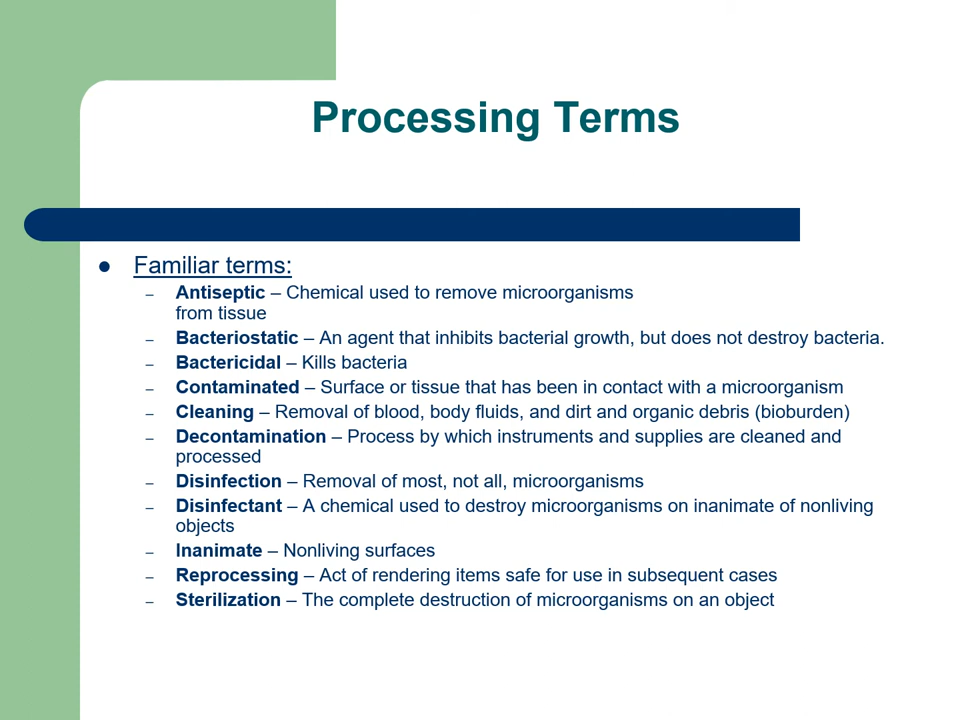 Processing Terms
● Familiar terms:
– Antiseptic – Chemical used to remove microorganisms
from tissue
– Bacteriostatic – An agent that inhibits bacterial growth, but does not destroy bacteria.
– Bactericidal – Kills bacteria
– Contaminated – Surface or tissue that has been in contact with a microorganism
– Cleaning – Removal of blood, body fluids, and dirt and organic debris (bioburden)
– Decontamination – Process by which instruments and supplies are cleaned and
processed
– Disinfection – Removal of most, not all, microorganisms
– Disinfectant – A chemical used to destroy microorganisms on inanimate of nonliving
objects
– Inanimate – Nonliving surfaces
– Reprocessing – Act of rendering items safe for use in subsequent cases
– Sterilization – The complete destruction of microorganisms on an object